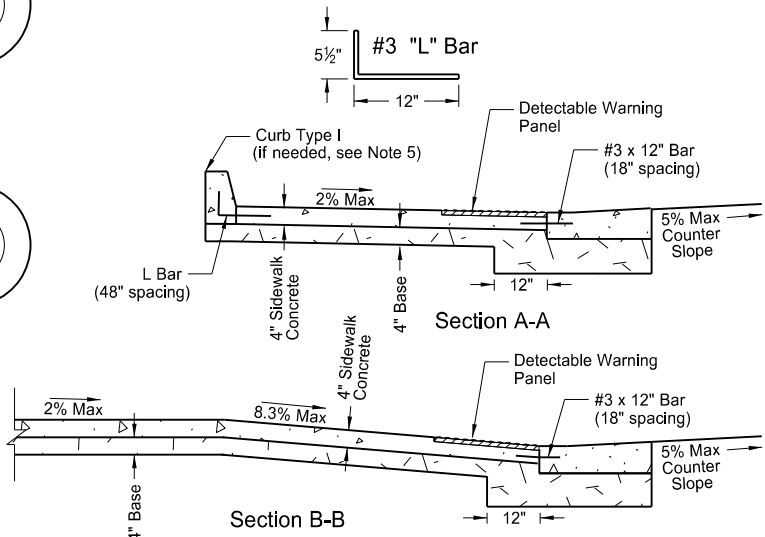 #3 "L" Bar
5½"
12"
Detectable Warning
Panel
Curb Type I
(if needed, see Note 5)
#3 x 12" Bar
(18" spacing)
2% Max
5% Max
Counter
Slope
L Bar
(48" spacing)
4" Sidewalk
Concrete
4" Base
12"
Section A-A
4" Sidewalk
Concrete
Detectable Warning
Panel
2% Max
8.3% Max
#3 x 12" Bar
(18" spacing)
5% Max
Counter
Slope
4" Base
12"
Section B-B